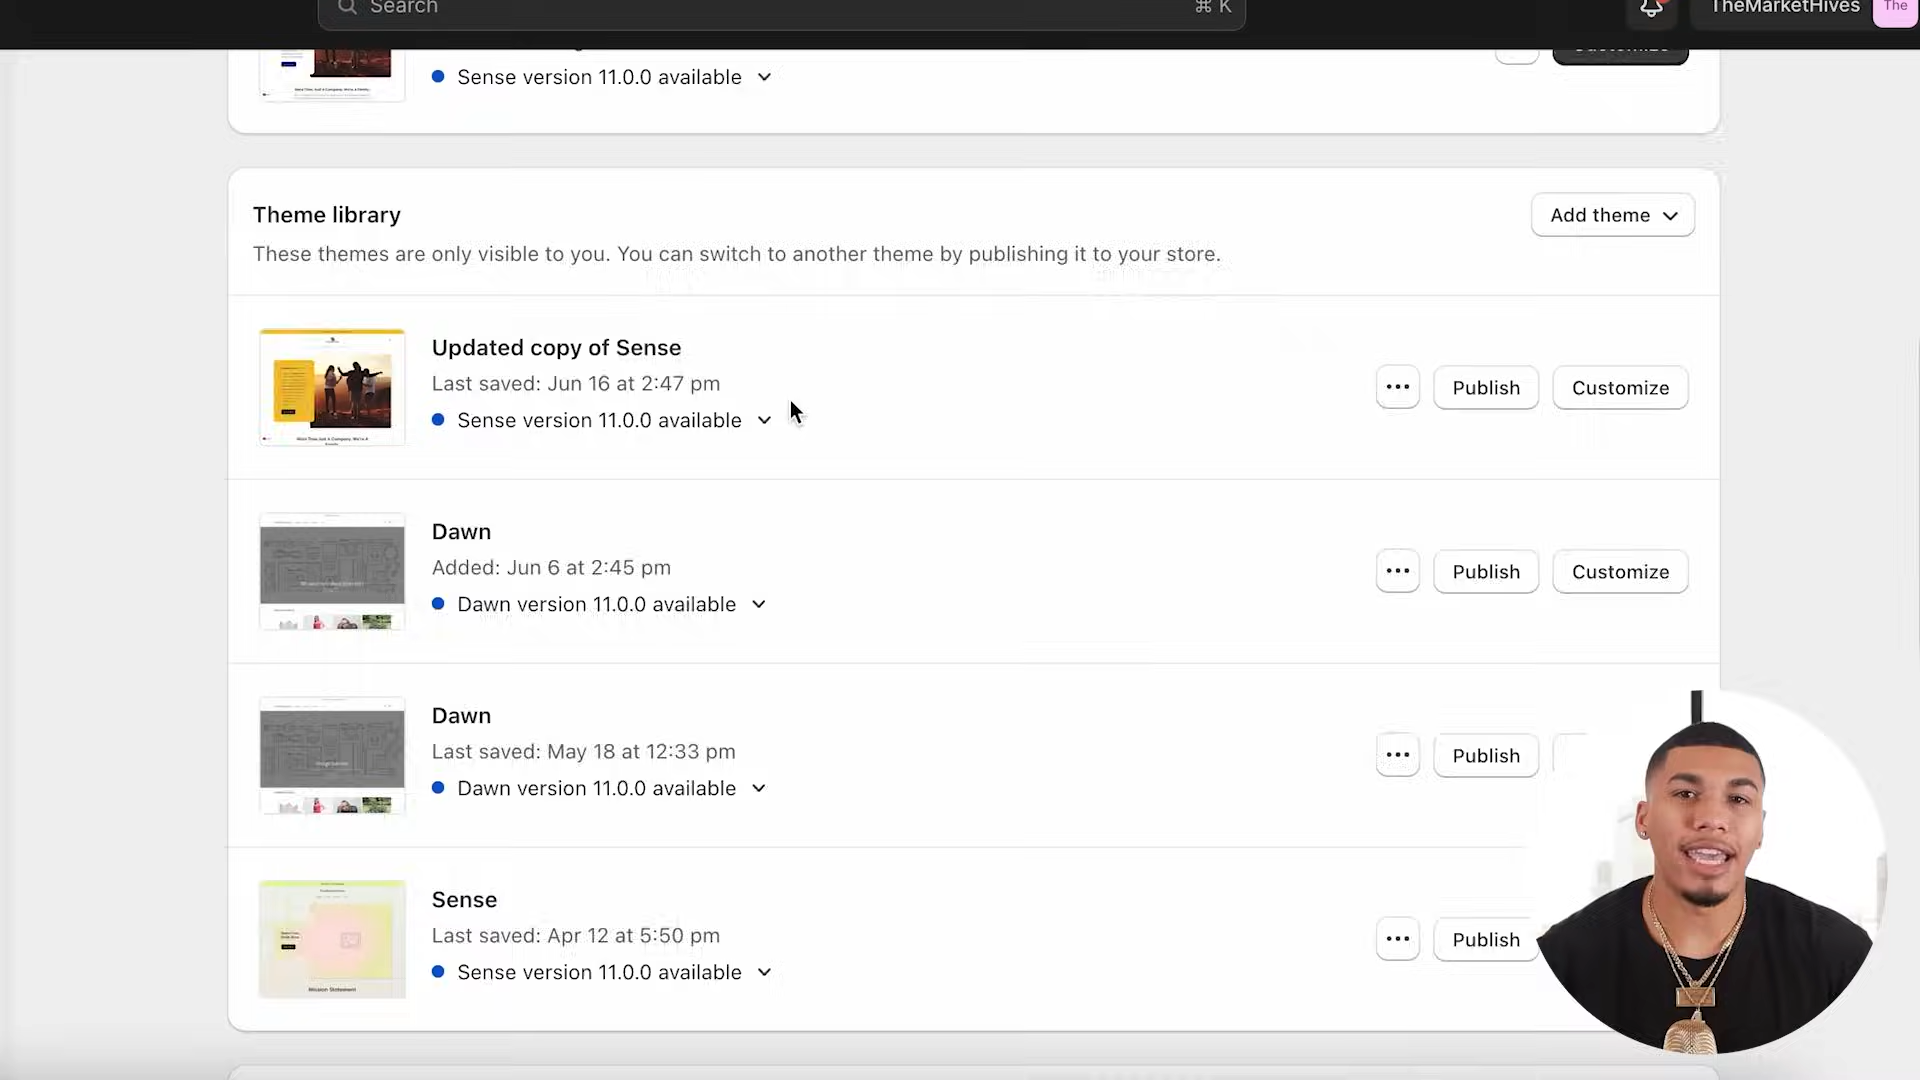 Search
⌘ K
TheMarketHives
The
Sense version 11.0.0 available
Theme library
Add theme
These themes are only visible to you. You can switch to another theme by publishing it to your store.
Updated copy of Sense
Last saved: Jun 16 at 2:47 pm
Publish
Customize
Sense version 11.0.0 available
Dawn
Added: Jun 6 at 2:45 pm
Publish
Customize
Dawn version 11.0.0 available
Dawn
Last saved: May 18 at 12:33 pm
Publish
Dawn version 11.0.0 available
Sense
Last saved: Apr 12 at 5:50 pm
Publish
Sense version 11.0.0 available
Mission Statement